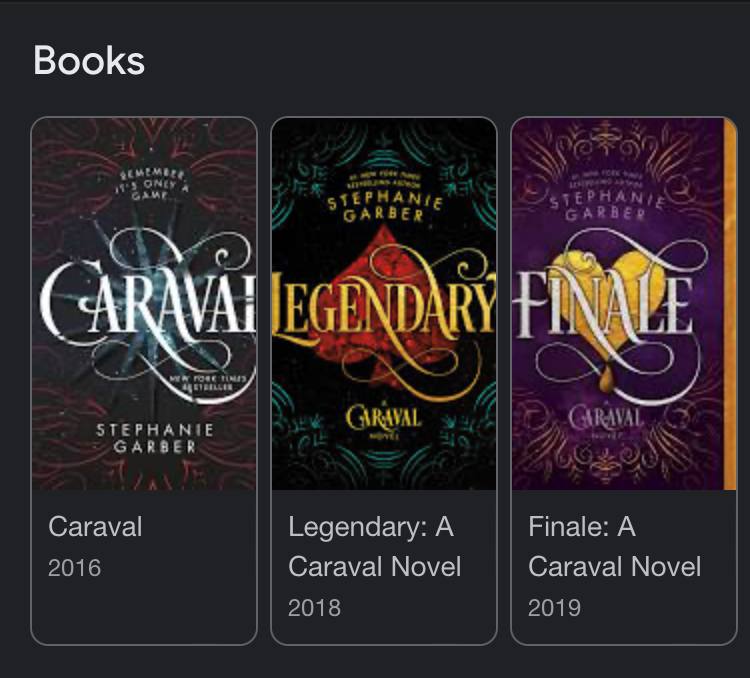 Books
REMEMBER,
IT'S ONLY A
GAME...
CARAVAL
NEW YORK TIMES
BESTSELLER
STEPHANIE
GARBER
Caraval
2016
#1 NEW YORK TIMES
BESTSELLING AUTHOR
STEPHANIE
GARBER
LEGENDARY
A
CARAVAL
NOVEL
Legendary: A
Caraval Novel
2018
#1 NEW YORK TIMES
BESTSELLING AUTHOR
STEPHANIE
GARBER
FINALE
A
CARAVAL
NOVEL
Finale: A
Caraval Novel
2019